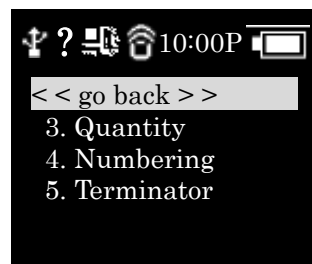 ? 10:00P
< < go back > >
3. Quantity
4. Numbering
5. Terminator